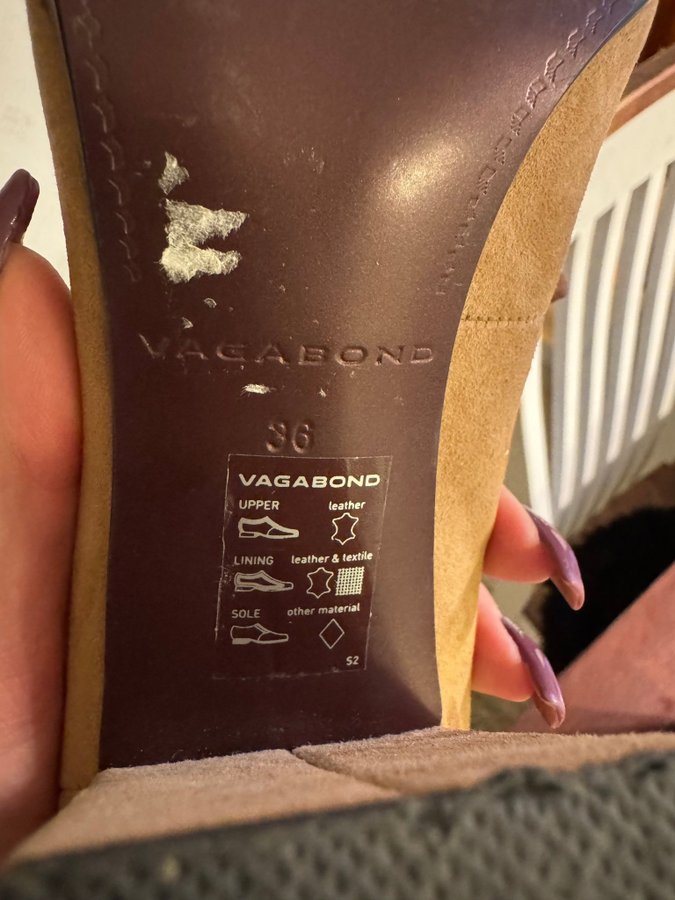 VAGABOND
36
VAGABOND
UPPER leather
LINING leather & textile
SOLE other material
S2